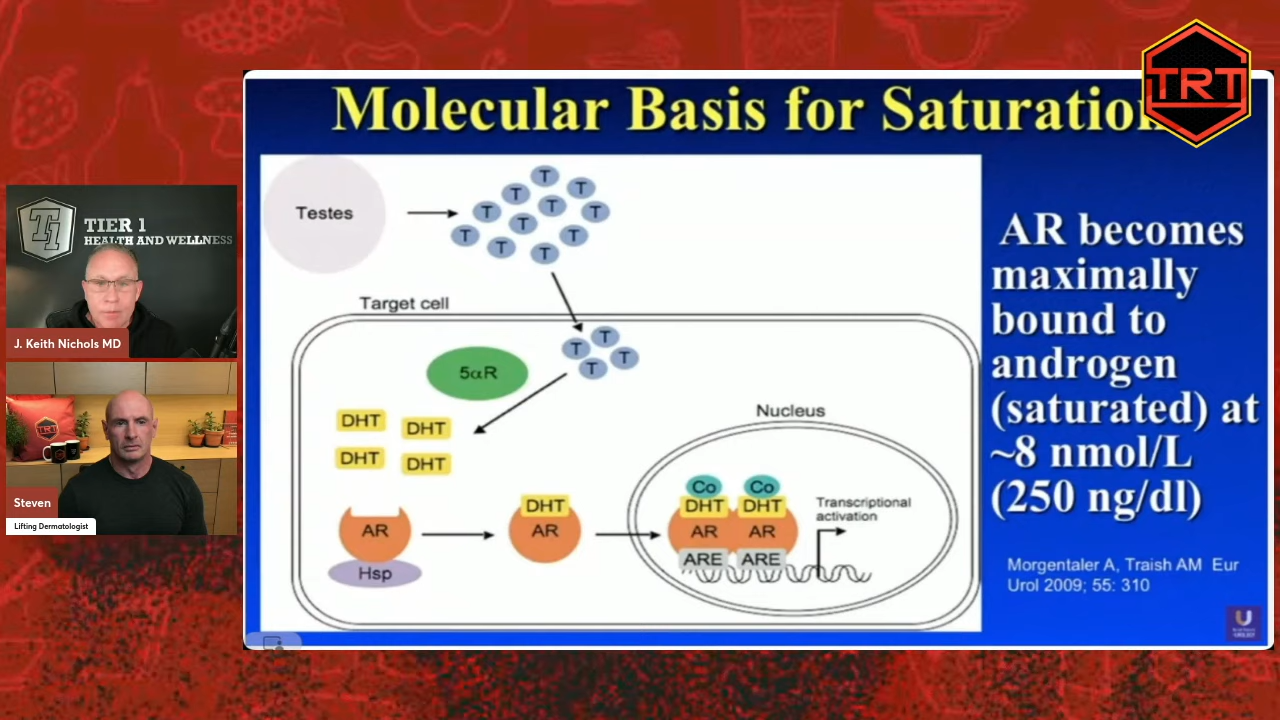 Molecular Basis for Saturation
TRT
Testes
T
T
T
T
T
T
T
T
T
T
T
Target cell
T
T
T
T
5αR
DHT
DHT
DHT
DHT
AR
Hsp
DHT
AR
Nucleus
Co
Co
DHT
DHT
AR
AR
ARE
ARE
Transcriptional
activation
AR becomes
maximally
bound to
androgen
(saturated) at
~8 nmol/L
(250 ng/dl)
Morgentaler A, Traish AM Eur
Urol 2009; 55: 310
TIER 1
HEALTH AND WELLNESS
J. Keith Nichols MD
TRT
Steven
Lifting Dermatologist